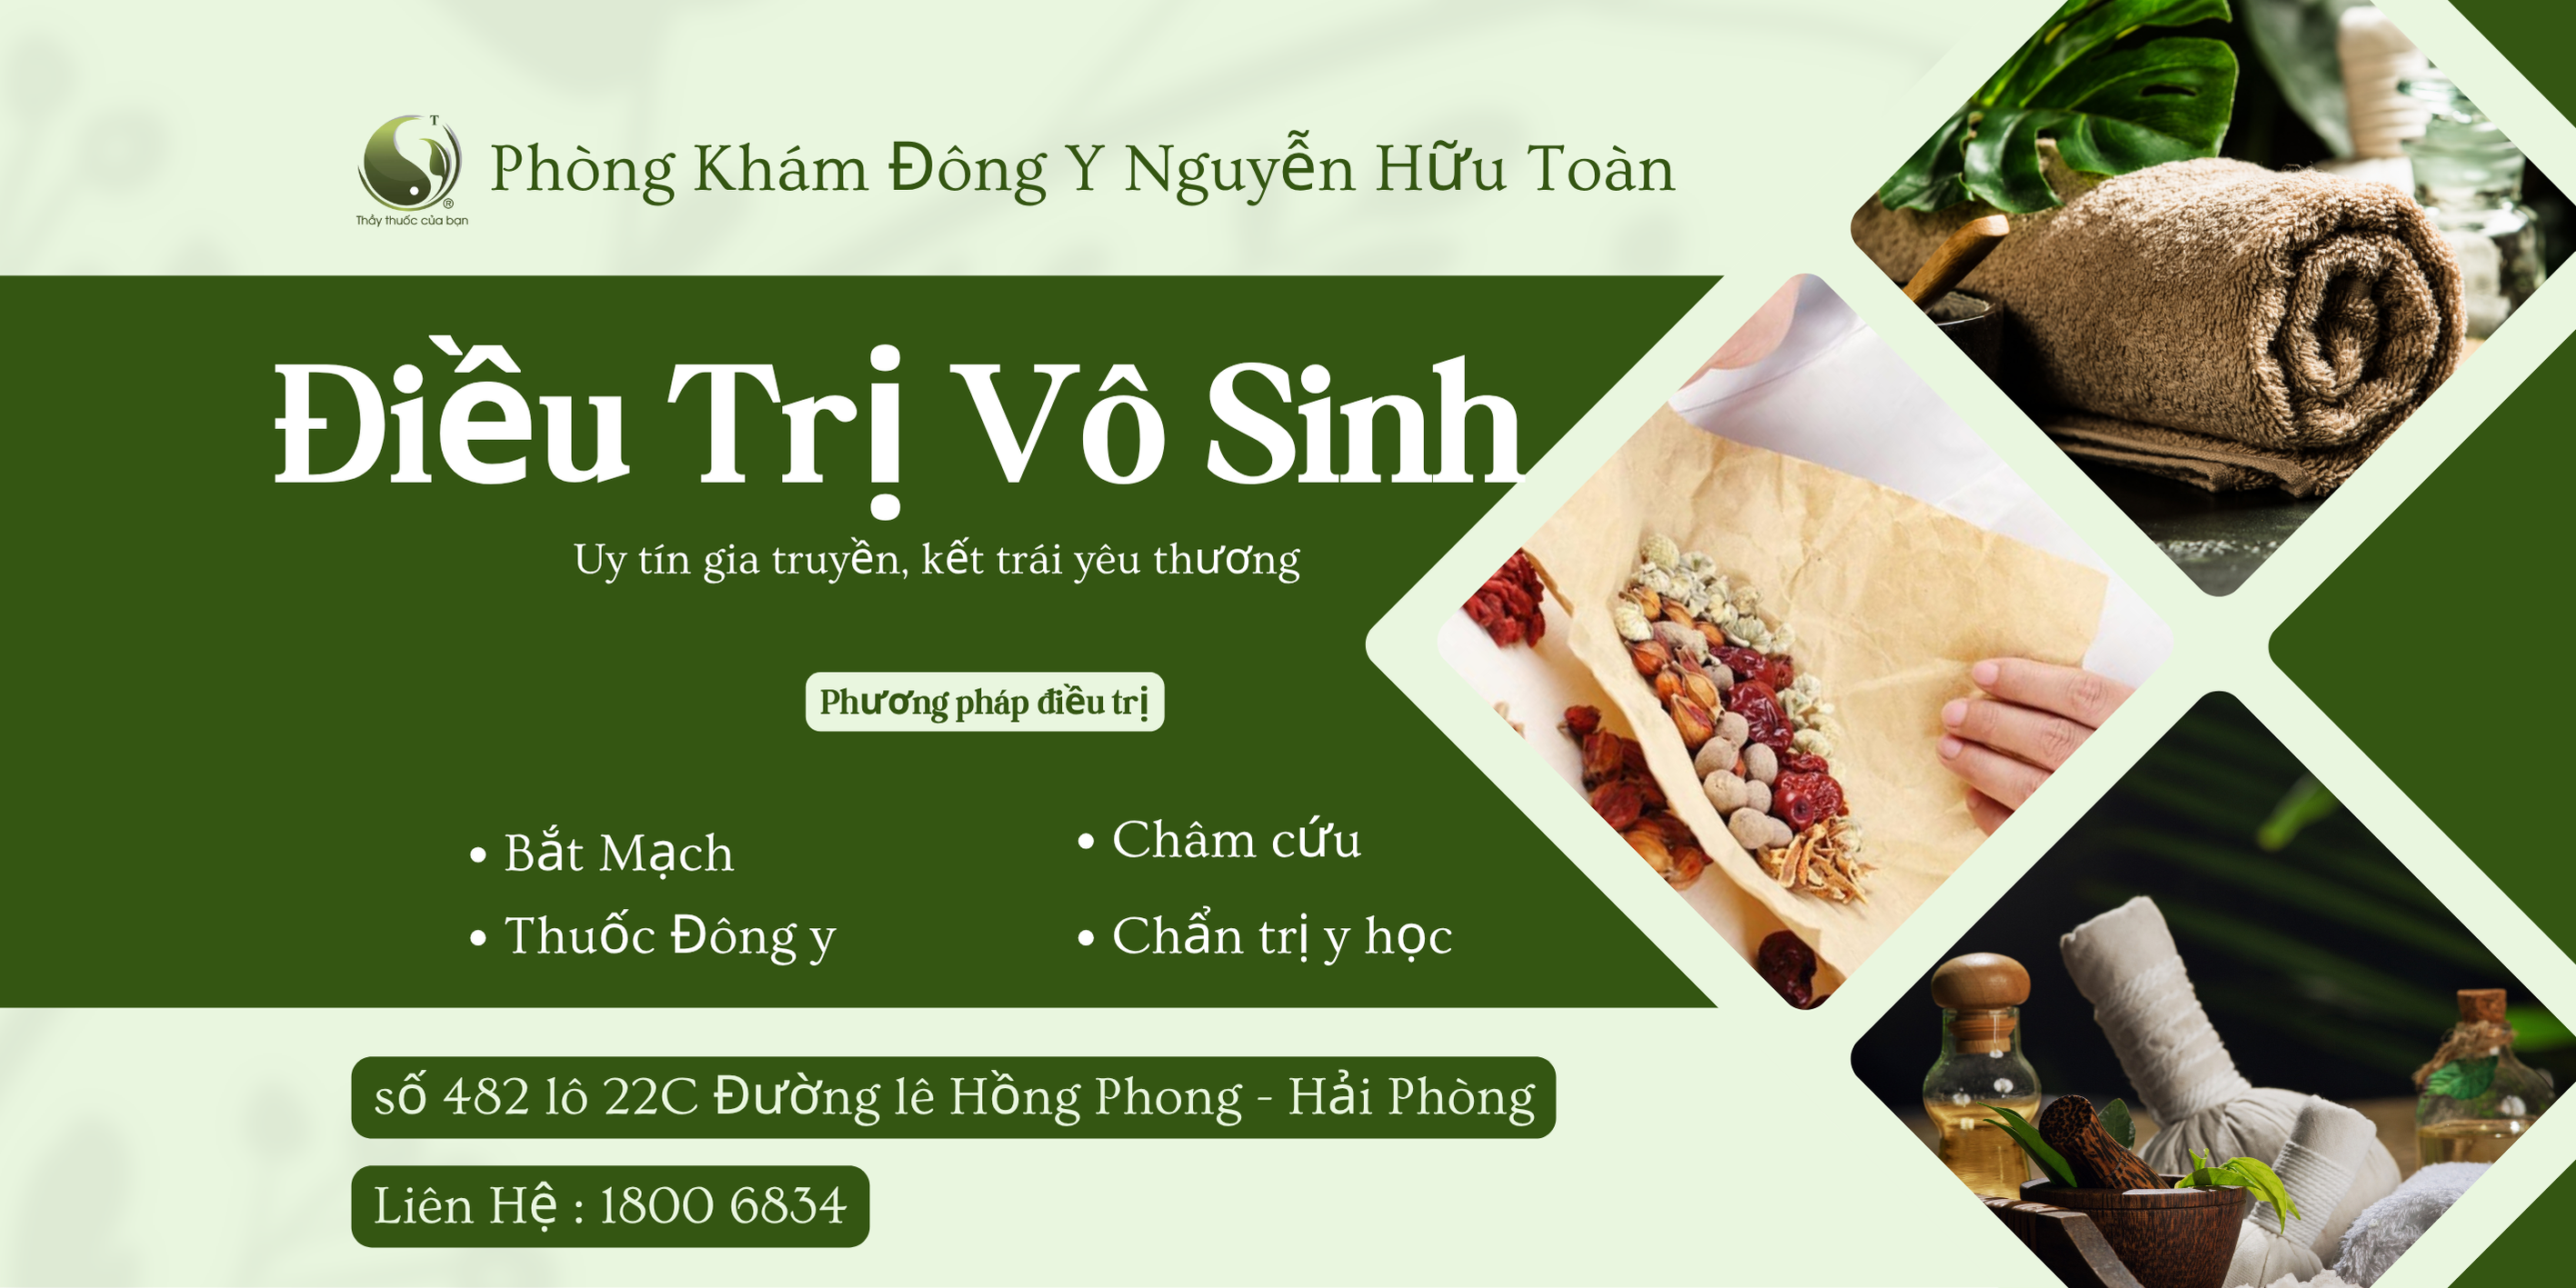 T
®
Thầy thuốc của bạn
Phòng Khám Đông Y Nguyễn Hữu Toàn
Điều Trị Vô Sinh
Uy tín gia truyền, kết trái yêu thương
Phương pháp điều trị
• Bắt Mạch
• Thuốc Đông y
• Châm cứu
• Chẩn trị y học
số 482 lô 22C Đường lê Hồng Phong - Hải Phòng
Liên Hệ : 1800 6834